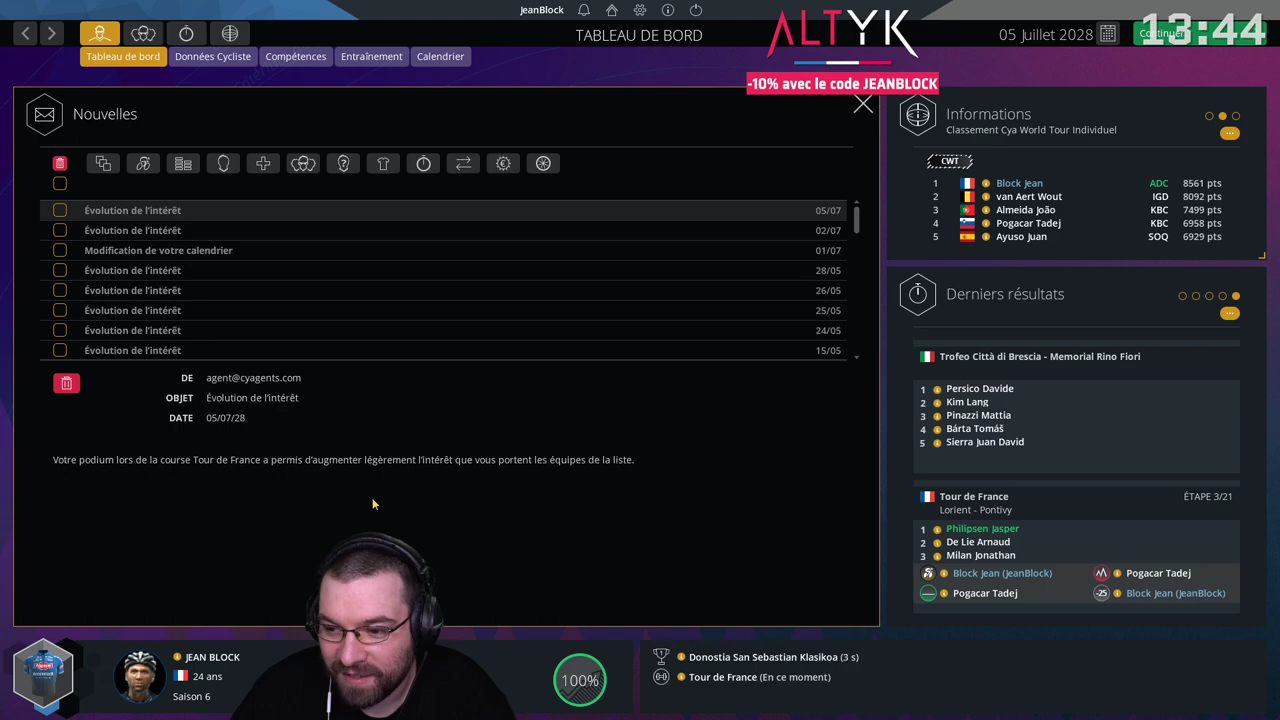 JeanBlock
TABLEAU DE BORD
ALTYK
-10% avec le code JEANBLOCK
05 Juillet 2028
13:44
Tableau de bord
Données Cycliste
Compétences
Entraînement
Calendrier
Nouvelles
Évolution de l'intérêt 05/07
Évolution de l'intérêt 02/07
Modification de votre calendrier 01/07
Évolution de l'intérêt 28/05
Évolution de l'intérêt 26/05
Évolution de l'intérêt 25/05
Évolution de l'intérêt 24/05
Évolution de l'intérêt 15/05
DE agent@cyagents.com
OBJET Évolution de l'intérêt
DATE 05/07/28
Votre podium lors de la course Tour de France a permis d'augmenter légèrement l'intérêt que vous portent les équipes de la liste.
Informations
Classement Cya World Tour Individuel
CWT
1 Block Jean ADC 8561 pts
2 van Aert Wout IGD 8092 pts
3 Almeida João KBC 7499 pts
4 Pogacar Tadej KBC 6958 pts
5 Ayuso Juan SOQ 6929 pts
Derniers résultats
Trofeo Città di Brescia - Memorial Rino Fiori
1 Persico Davide
2 Kim Lang
3 Pinazzi Mattia
4 Bárta Tomáš
5 Sierra Juan David
Tour de France ÉTAPE 3/21
Lorient - Pontivy
1 Philipsen Jasper
2 De Lie Arnaud
3 Milan Jonathan
Block Jean (JeanBlock) Pogacar Tadej
Pogacar Tadej -25 Block Jean (JeanBlock)
JEAN BLOCK
24 ans
Saison 6
100%
Donostia San Sebastian Klasikoa (3 s)
Tour de France (En ce moment)